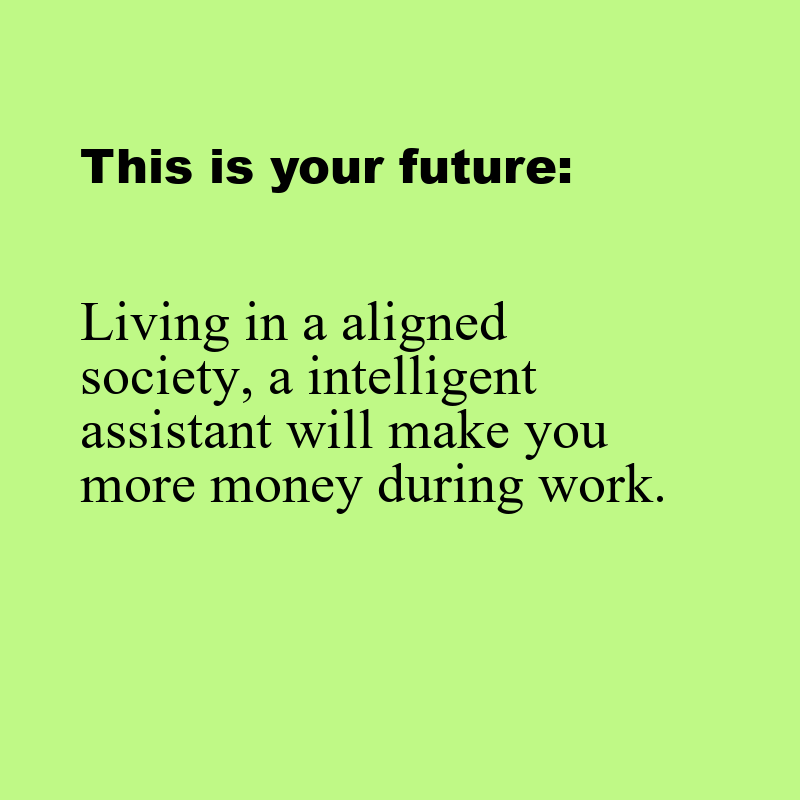 This is your future:
Living in a aligned
society, a intelligent
assistant will make you
more money during work.